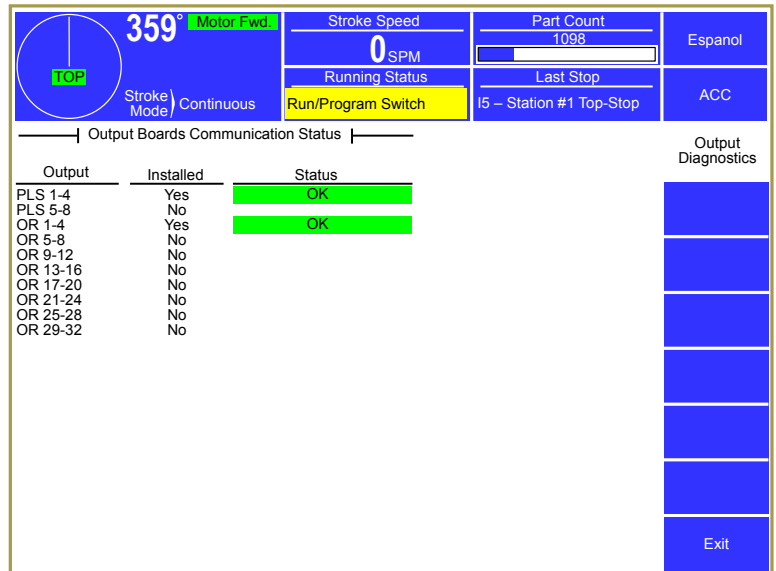 359° Motor Fwd.
TOP
Stroke Mode) Continuous
Stroke Speed
0 SPM
Part Count
1098
Espanol
Running Status
Run/Program Switch
Last Stop
I5 – Station #1 Top-Stop
ACC
Output Boards Communication Status
Output Diagnostics
Output Installed Status
PLS 1-4 Yes OK
PLS 5-8 No
OR 1-4 Yes OK
OR 5-8 No
OR 9-12 No
OR 13-16 No
OR 17-20 No
OR 21-24 No
OR 25-28 No
OR 29-32 No
Exit